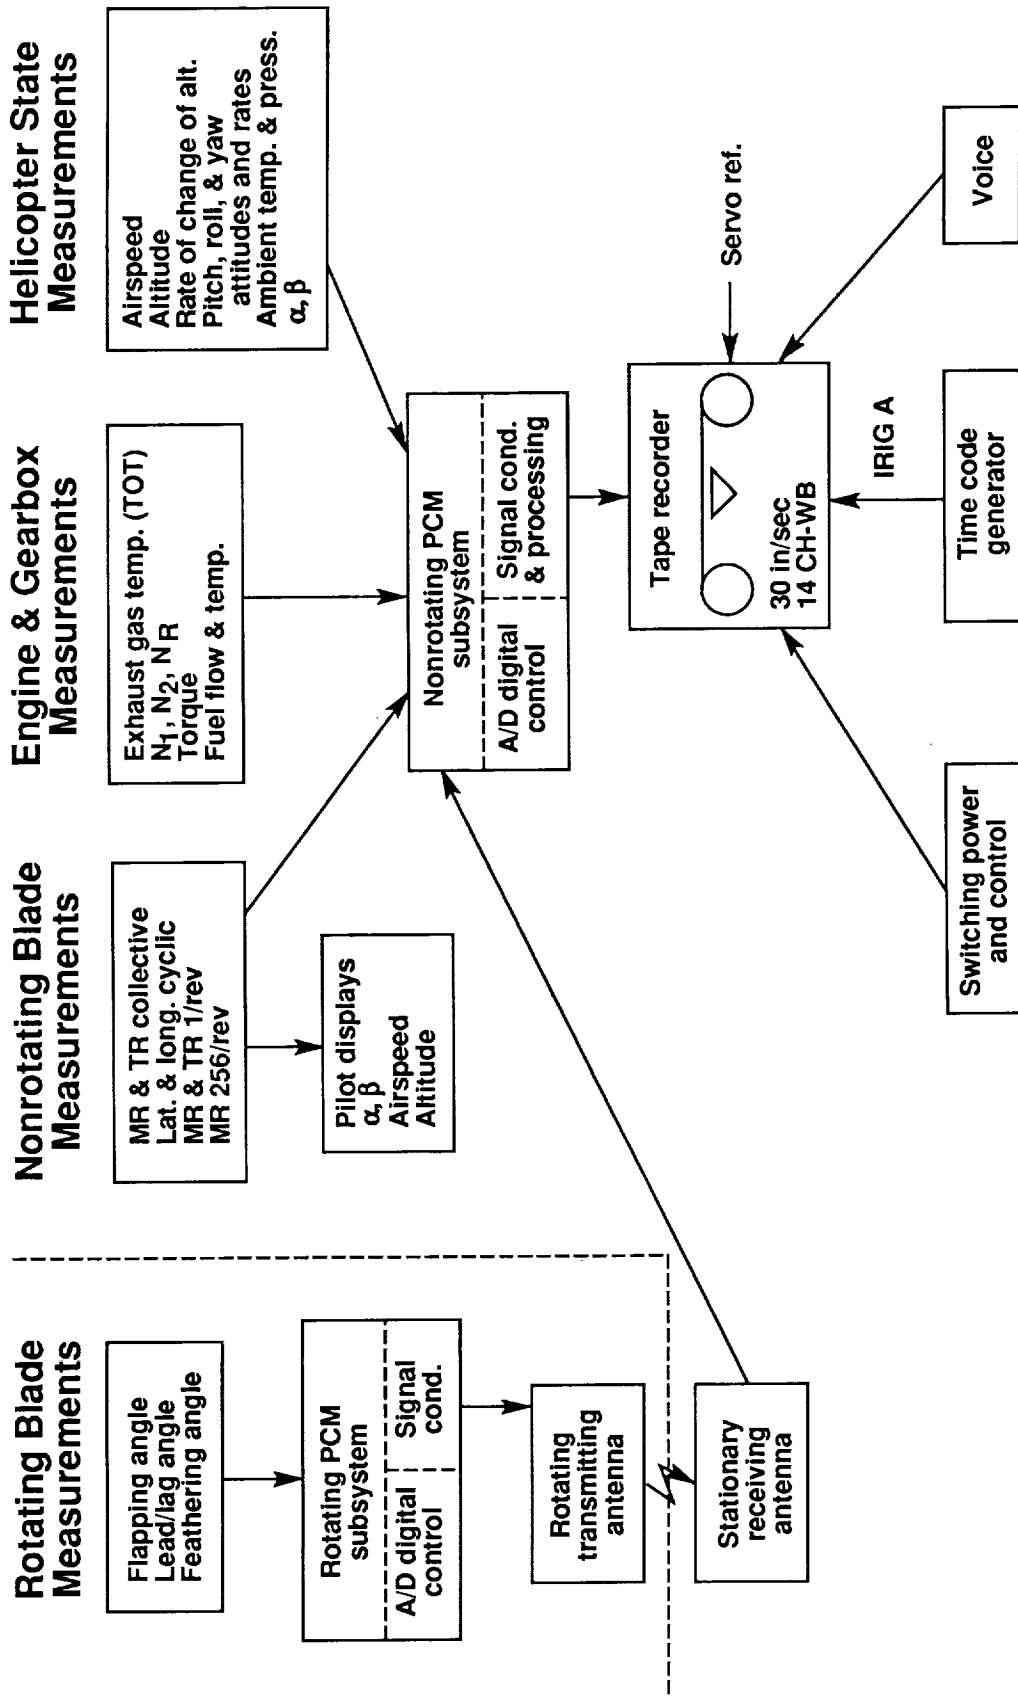 Rotating Blade
Measurements
Flapping angle
Lead/lag angle
Feathering angle
Rotating PCM
subsystem
A/D digital
control
Signal
cond.
Rotating
transmitting
antenna
Stationary
receiving
antenna
Nonrotating Blade
Measurements
MR & TR collective
Lat. & long. cyclic
MR & TR 1/rev
MR 256/rev
Pilot displays
α, β
Airspeed
Altitude
Engine & Gearbox
Measurements
Exhaust gas temp. (TOT)
N1, N2, NR
Torque
Fuel flow & temp.
Helicopter State
Measurements
Airspeed
Altitude
Rate of change of alt.
Pitch, roll, & yaw
attitudes and rates
Ambient temp. & press.
α, β
Nonrotating PCM
subsystem
A/D digital
control
Signal cond.
& processing
Tape recorder
30 in/sec
14 CH-WB
Servo ref.
IRIG A
Switching power
and control
Time code
generator
Voice